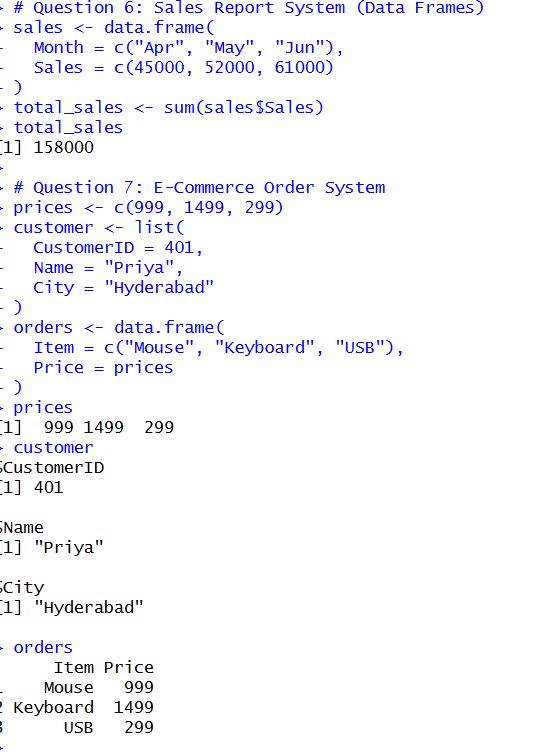 > # Question 6: Sales Report System (Data Frames)
> sales <- data.frame(
+   Month = c("Apr", "May", "Jun"),
+   Sales = c(45000, 52000, 61000)
+ )
> total_sales <- sum(sales$Sales)
> total_sales
[1] 158000
>
> # Question 7: E-Commerce Order System
> prices <- c(999, 1499, 299)
> customer <- list(
+   CustomerID = 401,
+   Name = "Priya",
+   City = "Hyderabad"
+ )
> orders <- data.frame(
+   Item = c("Mouse", "Keyboard", "USB"),
+   Price = prices
+ )
> prices
[1]  999 1499  299
> customer
$CustomerID
[1] 401

$Name
[1] "Priya"

$City
[1] "Hyderabad"

> orders
      Item Price
1    Mouse   999
2 Keyboard  1499
3      USB   299
>